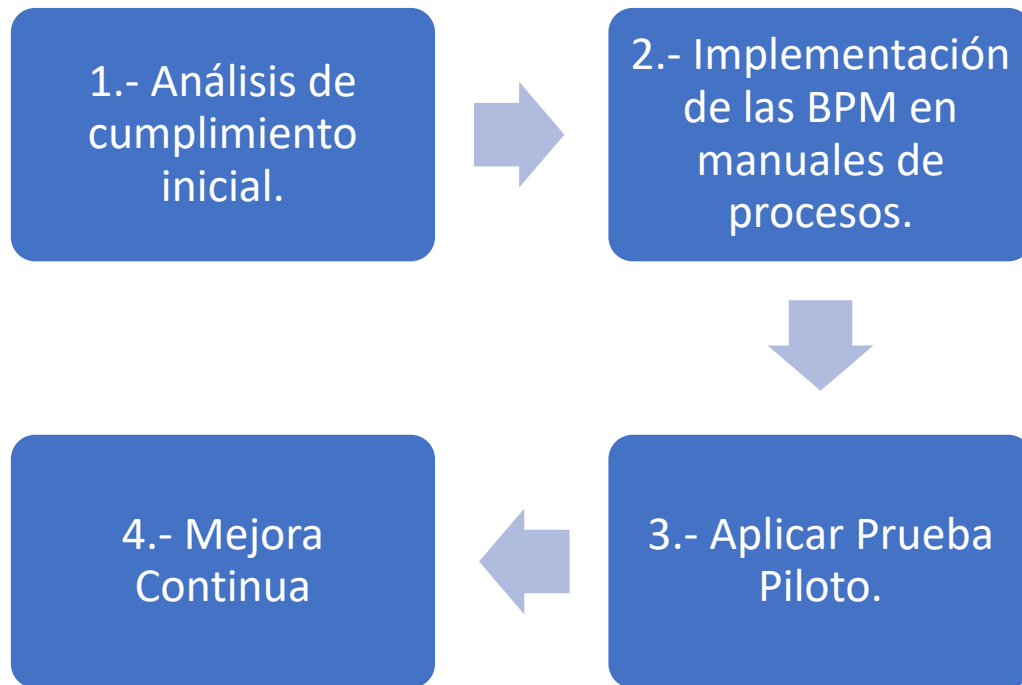 1.- Análisis de
cumplimiento
inicial.
2.- Implementación
de las BPM en
manuales de
procesos.
3.- Aplicar Prueba
Piloto.
4.- Mejora
Continua